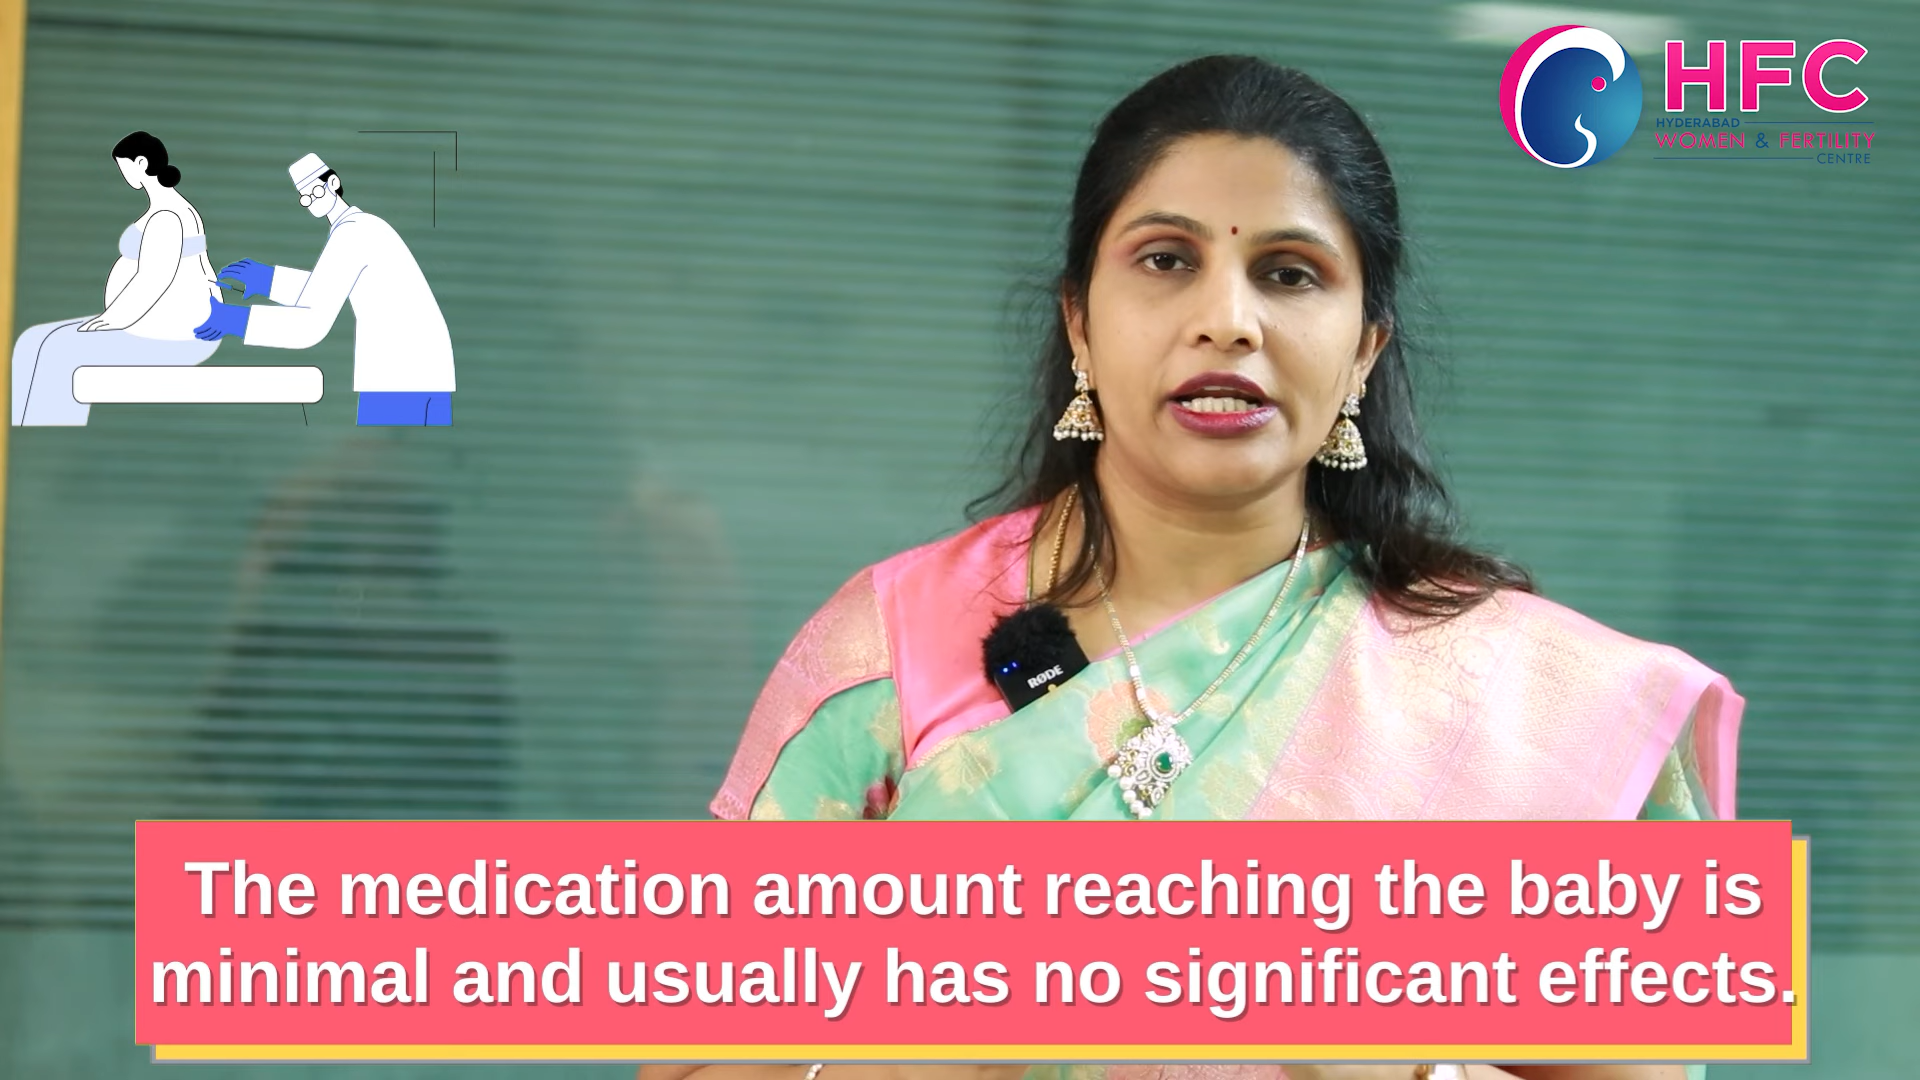 HFC
HYDERABAD
WOMEN & FERTILITY
CENTRE
RØDE
The medication amount reaching the baby is
minimal and usually has no significant effects.